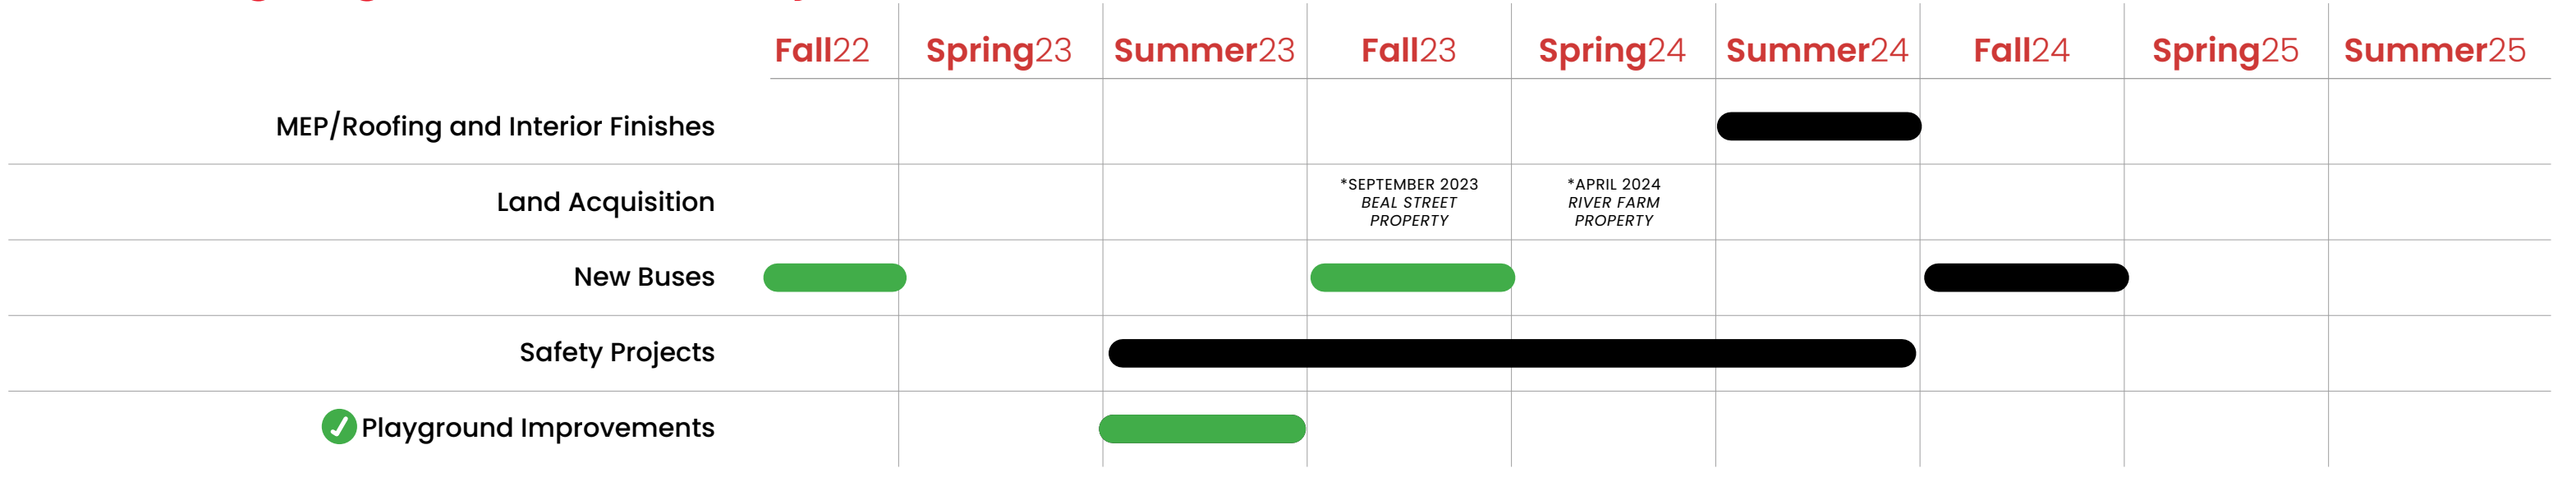 Fall22 Spring23 Summer23 Fall23 Spring24 Summer24 Fall24 Spring25 Summer25
MEP/Roofing and Interior Finishes
Land Acquisition
*SEPTEMBER 2023
BEAL STREET
PROPERTY
*APRIL 2024
RIVER FARM
PROPERTY
New Buses
Safety Projects
Playground Improvements